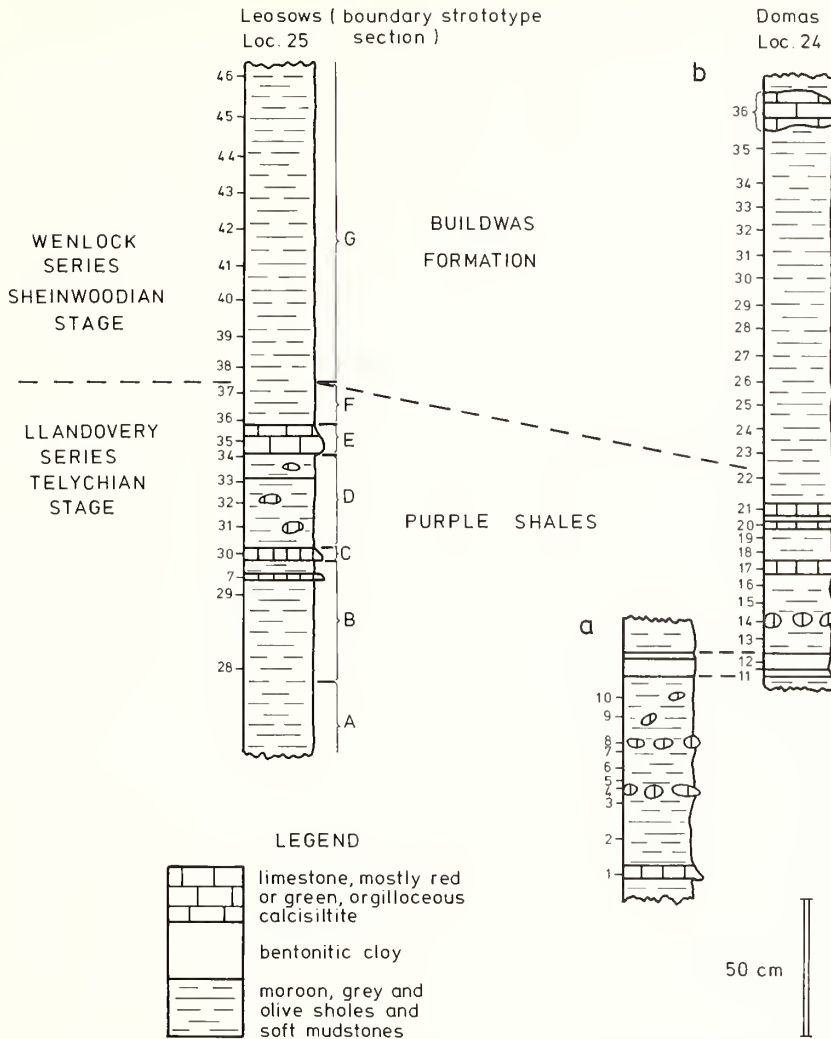 Leosows ( boundary strototype
section )
Loc. 25
46
45
44
43
42
41
40
39
38
37
36
35
34
33
32
31
30
7
29
28
G
F
E
D
C
B
A
WENLOCK
SERIES
SHEINWOODIAN
STAGE
LLANDOVERY
SERIES
TELYCHIAN
STAGE
BUILDWAS
FORMATION
PURPLE SHALES
Domas
Loc. 24
b
36
35
34
33
32
31
30
29
28
27
26
25
24
23
22
21
20
19
18
17
16
15
14
13
12
11
a
10
9
8
7
6
5
4
3
2
1
LEGEND
limestone, mostly red
or green, orgilloceous
calcisiltite
bentonitic clay
moroon, grey and
olive sholes and
soft mudstones
50 cm